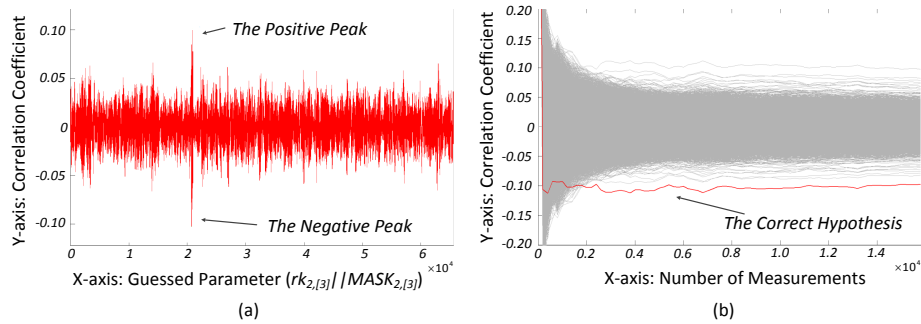 The Positive Peak
The Negative Peak
Y-axis: Correlation Coefficient
0.10
0.05
0
-0.05
-0.10
0 1 2 3 4 5 6
×10⁴
X-axis: Guessed Parameter (rk₂,[3]||MASK₂,[3])
(a)
Y-axis: Correlation Coefficient
0.20
0.15
0.10
0.05
0
-0.05
-0.10
-0.15
-0.20
The Correct Hypothesis
0 0.2 0.4 0.6 0.8 1.0 1.2 1.4
×10⁴
X-axis: Number of Measurements
(b)